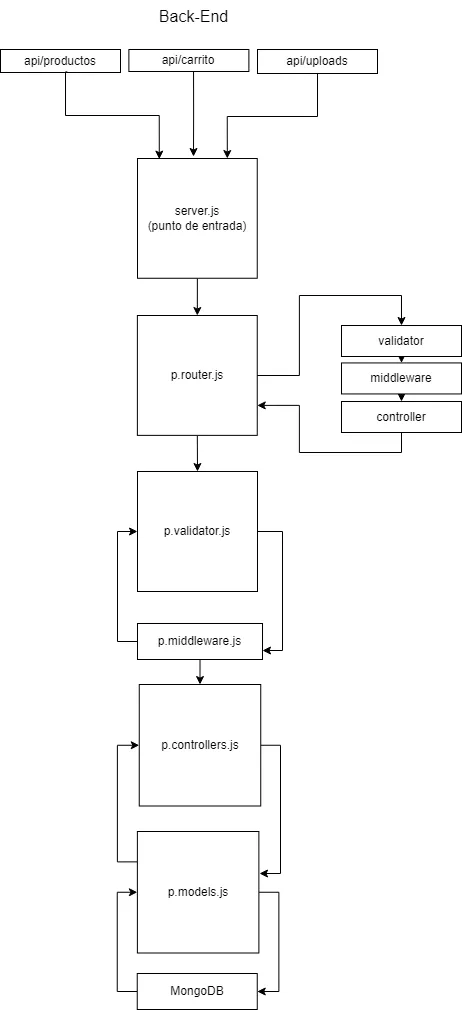 Back-End
api/productos
api/carrito
api/uploads
server.js
(punto de entrada)
p.router.js
validator
middleware
controller
p.validator.js
p.middleware.js
p.controllers.js
p.models.js
MongoDB